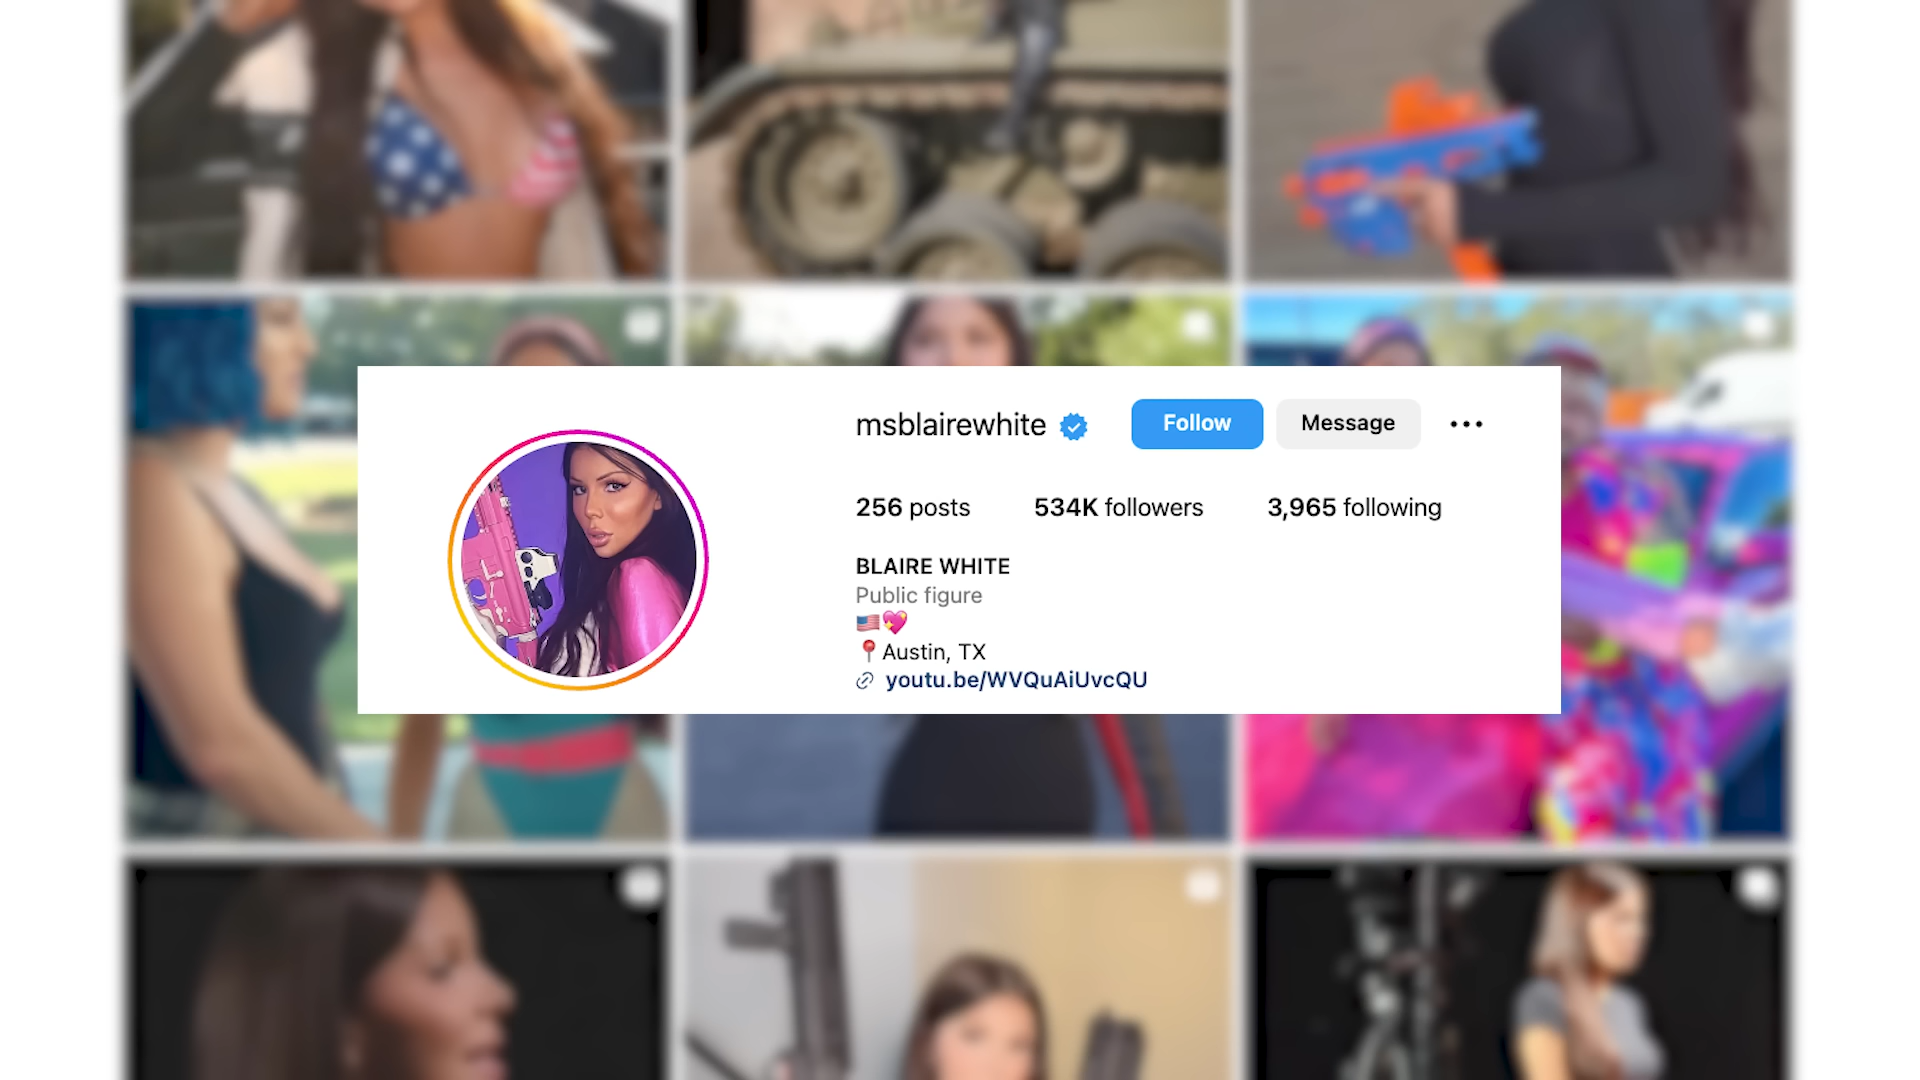 msblairewhite Follow Message
256 posts 534K followers 3,965 following
BLAIRE WHITE
Public figure
🇺🇸💖
📍Austin, TX
youtu.be/WVQuAiUvcQU